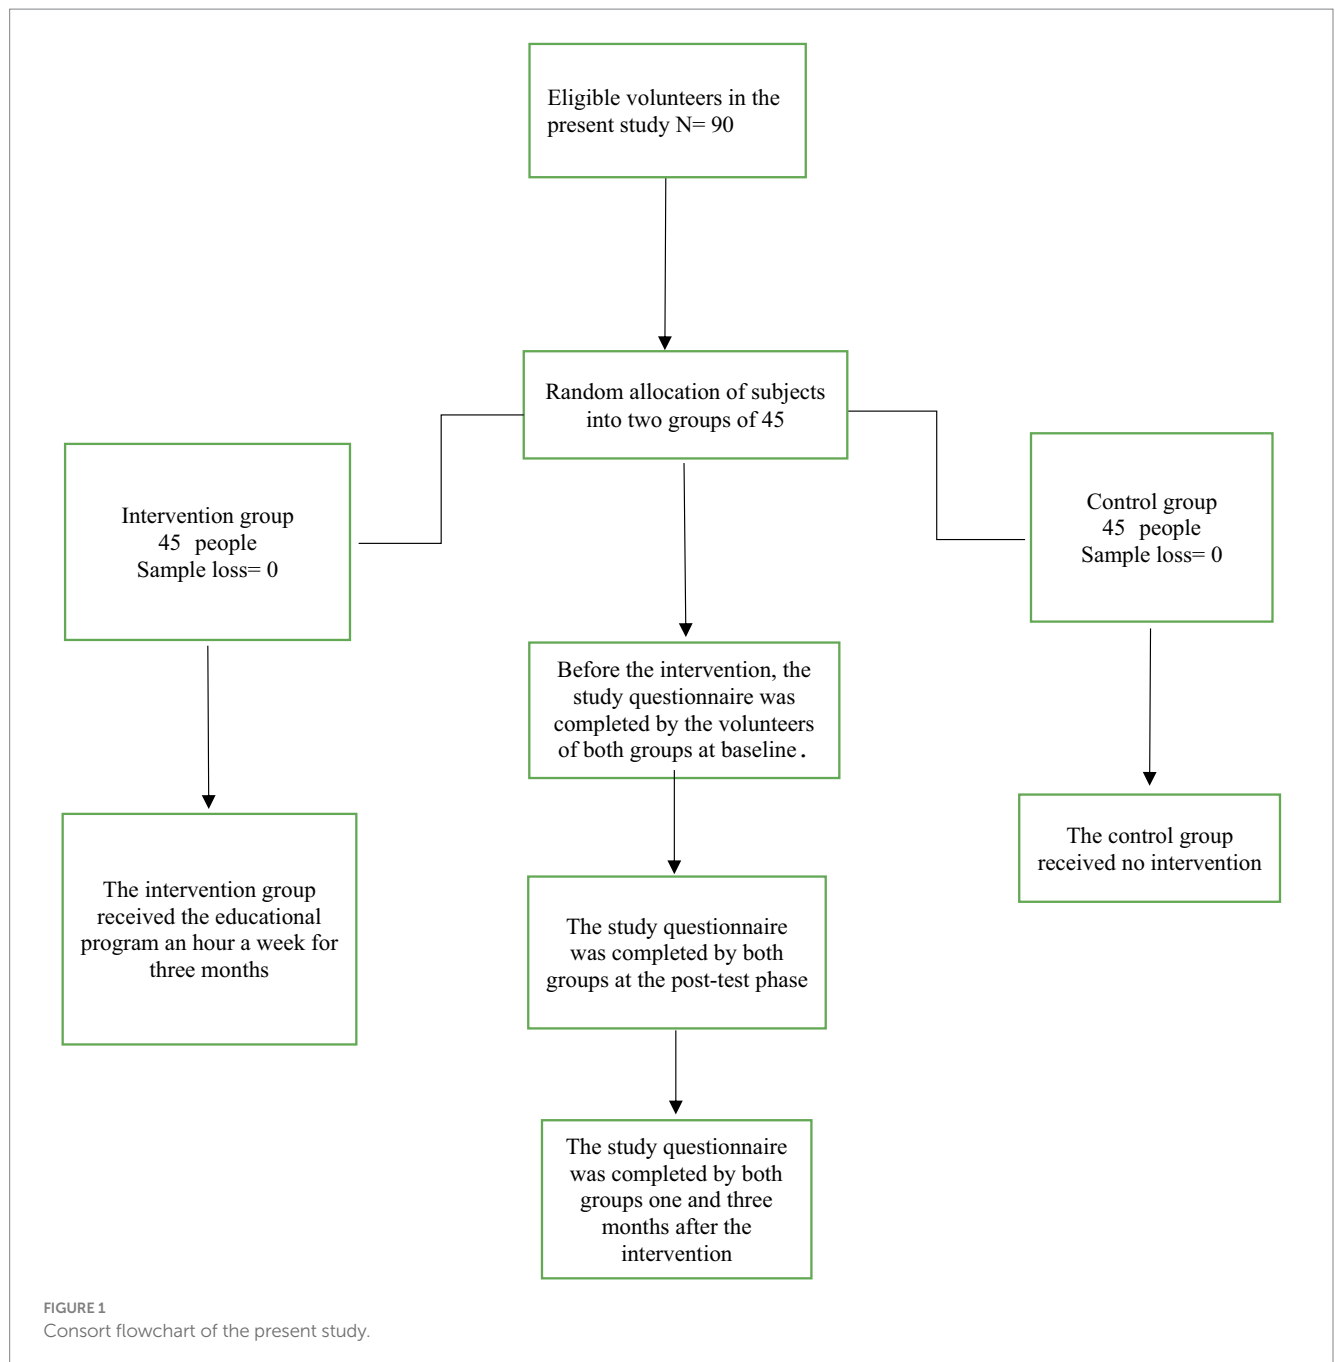 Eligible volunteers in the
present study N= 90
Random allocation of subjects
into two groups of 45
Intervention group
45 people
Sample loss= 0
Control group
45 people
Sample loss= 0
Before the intervention, the
study questionnaire was
completed by the volunteers
of both groups at baseline.
The intervention group
received the educational
program an hour a week for
three months
The control group
received no intervention
The study questionnaire
was completed by both
groups at the post-test phase
The study questionnaire
was completed by both
groups one and three
months after the
intervention
FIGURE 1
Consort flowchart of the present study.